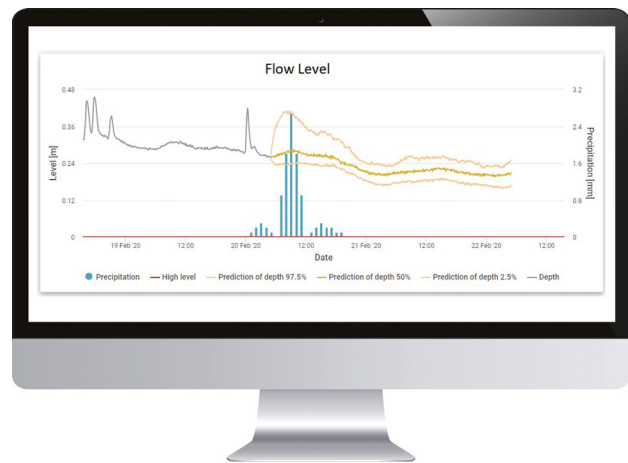 Flow Level
0.48
0.36
0.24
0.12
0
Level [m]
3.2
2.4
1.6
0.8
0
Precipitation [mm]
19 Feb '20 12:00 20 Feb '20 12:00 21 Feb '20 12:00 22 Feb '20 12:00
Date
Precipitation High level Prediction of depth 97.5% Prediction of depth 50% Prediction of depth 2.5% Depth